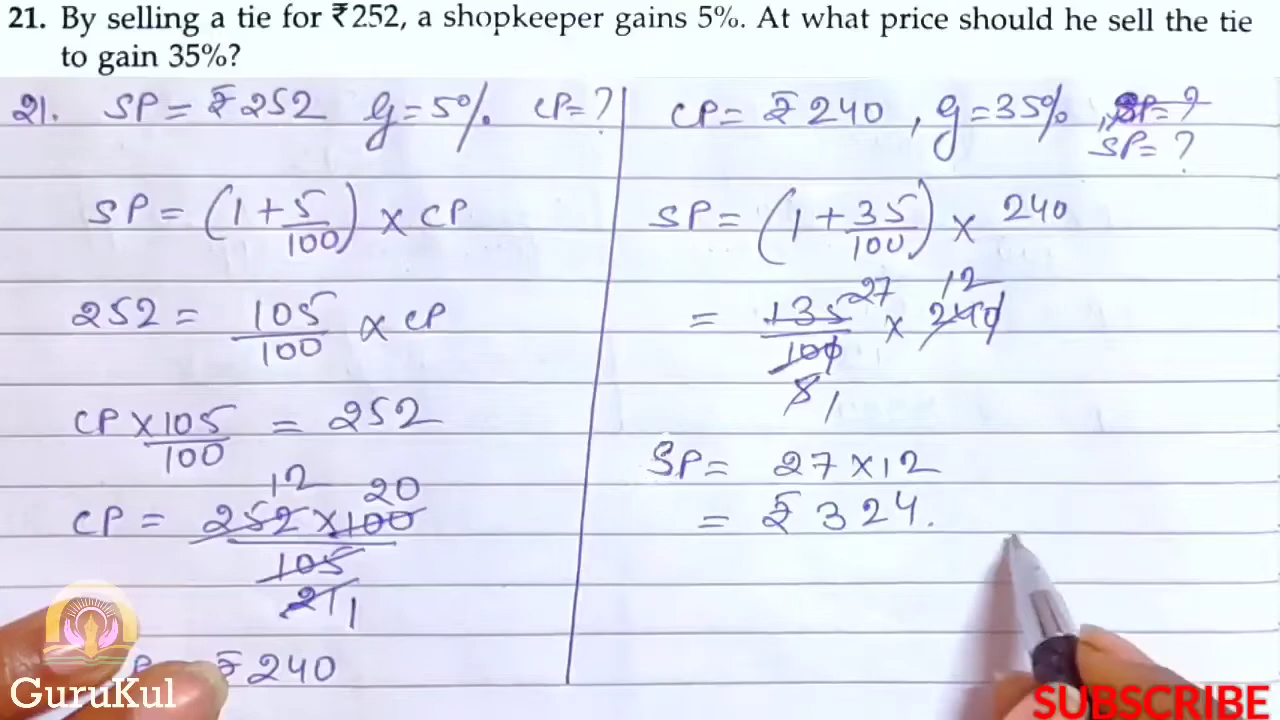 21. By selling a tie for ₹252, a shopkeeper gains 5%. At what price should he sell the tie
to gain 35%?
21. SP = ₹252 g=5%. CP=?
SP = (1 + 5/100) × CP
252 = 105/100 × CP
CP × 105/100 = 252
12 20
CP = 252×100/105
21 1
₹240
CP = ₹240, g=35%, SP=?
SP=?
SP = (1 + 35/100) × 240
27 12
= 135/100 × 240
5 1
SP = 27×12
= ₹324.
GuruKul
SUBSCRIBE